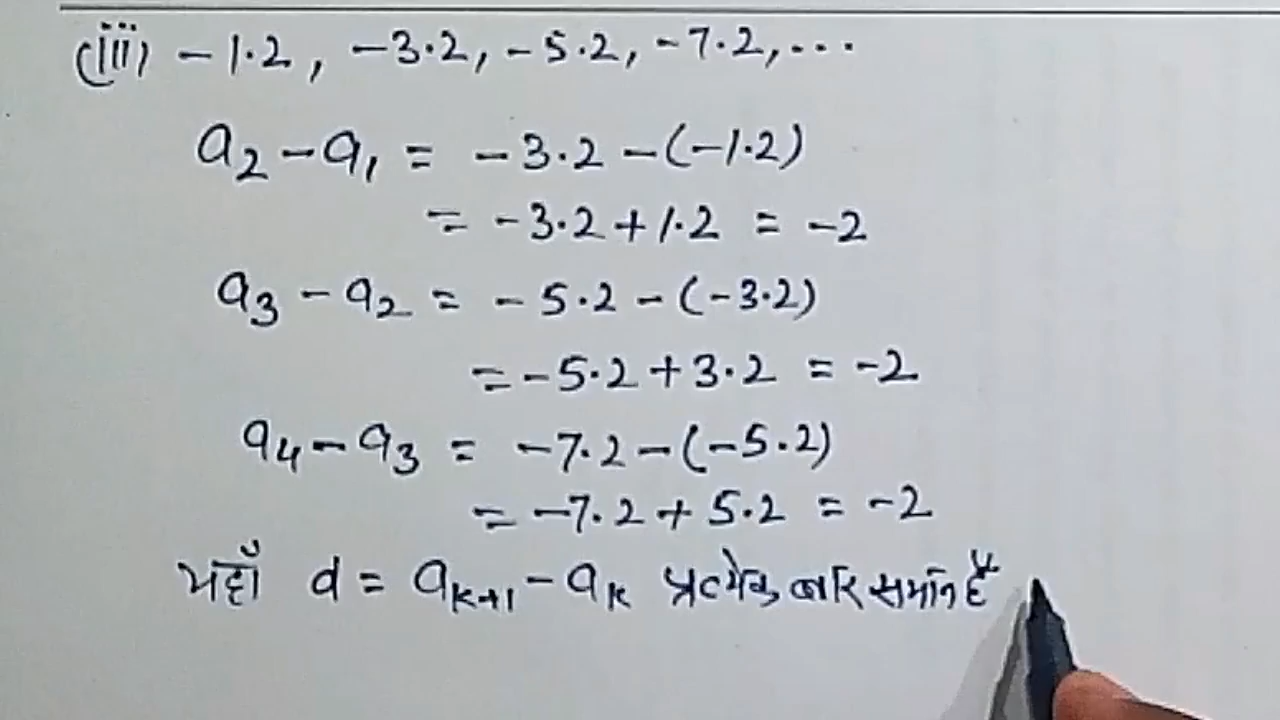 (iii) -1.2, -3.2, -5.2, -7.2, ...
a₂ - a₁ = -3.2 - (-1.2)
= -3.2 + 1.2 = -2
a₃ - a₂ = -5.2 - (-3.2)
= -5.2 + 3.2 = -2
a₄ - a₃ = -7.2 - (-5.2)
= -7.2 + 5.2 = -2
यहाँ d = aₖ₊₁ - aₖ प्रत्येक बार समान है